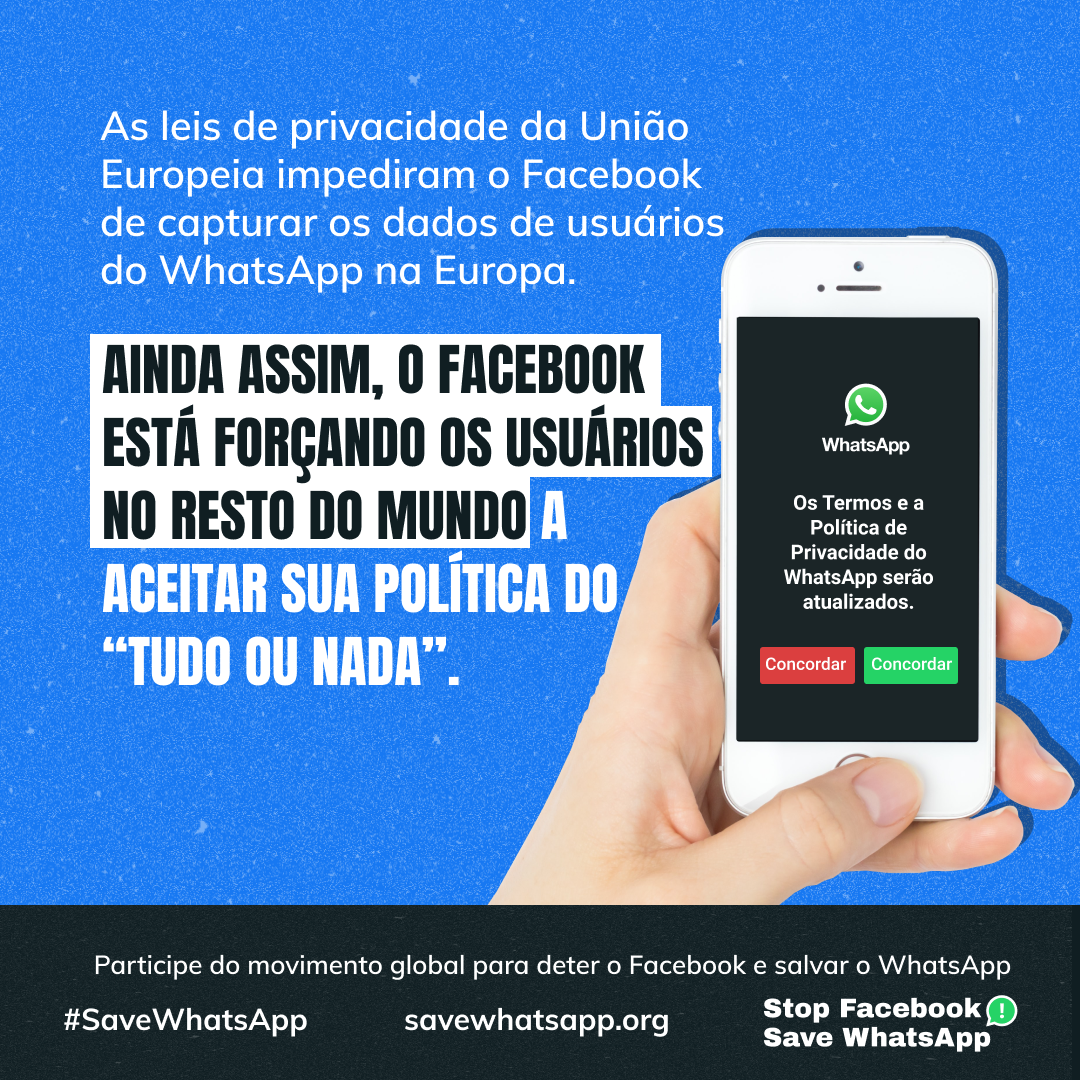 As leis de privacidade da União
Europeia impediram o Facebook
de capturar os dados de usuários
do WhatsApp na Europa.
AINDA ASSIM, O FACEBOOK
ESTÁ FORÇANDO OS USUÁRIOS
NO RESTO DO MUNDO A
ACEITAR SUA POLÍTICA DO
“TUDO OU NADA”.
WhatsApp
Os Termos e a
Política de
Privacidade do
WhatsApp serão
atualizados.
Concordar Concordar
Participe do movimento global para deter o Facebook e salvar o WhatsApp
#SaveWhatsApp
savewhatsapp.org
Stop Facebook
Save WhatsApp